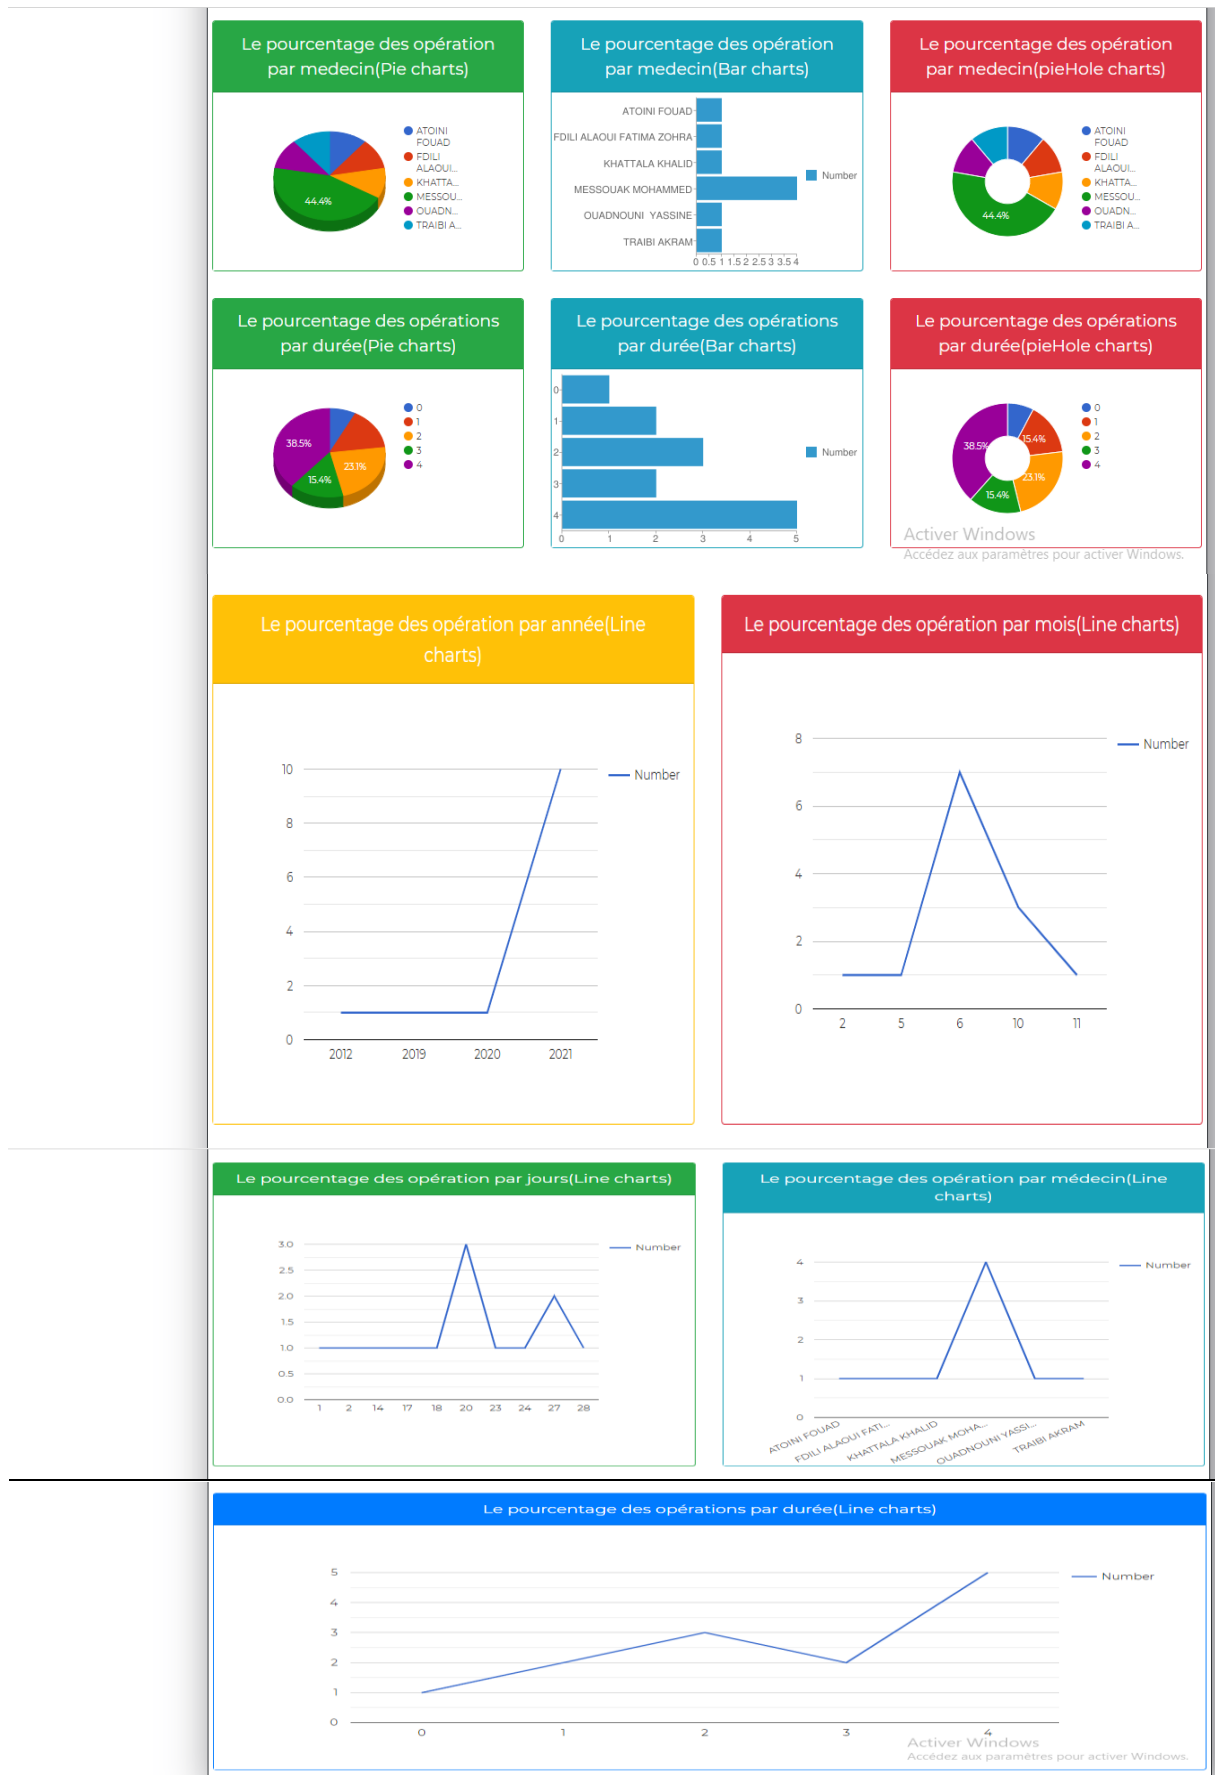 Le pourcentage des opération
par medecin(Pie charts)
ATOINI
FOUAD
FDILI
ALAOUI...
KHATTA...
MESSOU...
OUADN...
TRAIBI A...
44.4%
Le pourcentage des opération
par medecin(Bar charts)
ATOINI FOUAD
FDILI ALAOUI FATIMA ZOHRA
KHATTALA KHALID
MESSOUAK MOHAMMED
OUADNOUNI YASSINE
TRAIBI AKRAM
Number
0 0.5 1 1.5 2 2.5 3 3.5 4
Le pourcentage des opération
par medecin(pieHole charts)
ATOINI
FOUAD
FDILI
ALAOUI...
KHATTA...
MESSOU...
OUADN...
TRAIBI A...
44.4%
Le pourcentage des opérations
par durée(Pie charts)
0
1
2
3
4
38.5%
23.1%
15.4%
Le pourcentage des opérations
par durée(Bar charts)
0
1
2
3
4
Number
0 1 2 3 4 5
Le pourcentage des opérations
par durée(pieHole charts)
0
1
2
3
4
15.4%
38.5%
23.1%
15.4%
Activer Windows
Accédez aux paramètres pour activer Windows.
Le pourcentage des opération par année(Line
charts)
10
8
6
4
2
0
Number
2012 2019 2020 2021
Le pourcentage des opération par mois(Line charts)
8
6
4
2
0
Number
2 5 6 10 11
Le pourcentage des opération par jours(Line charts)
3.0
2.5
2.0
1.5
1.0
0.5
0.0
Number
1 2 14 17 18 20 23 24 27 28
Le pourcentage des opération par médecin(Line
charts)
4
3
2
1
0
Number
ATOINI FOUAD
FDILI ALAOUI FATI...
KHATTALA KHALID
MESSOUAK MOHA...
OUADNOUNI YASSI...
TRAIBI AKRAM
Le pourcentage des opérations par durée(Line charts)
5
4
3
2
1
0
Number
0 1 2 3 4
Activer Windows
Accédez aux paramètres pour activer Windows.